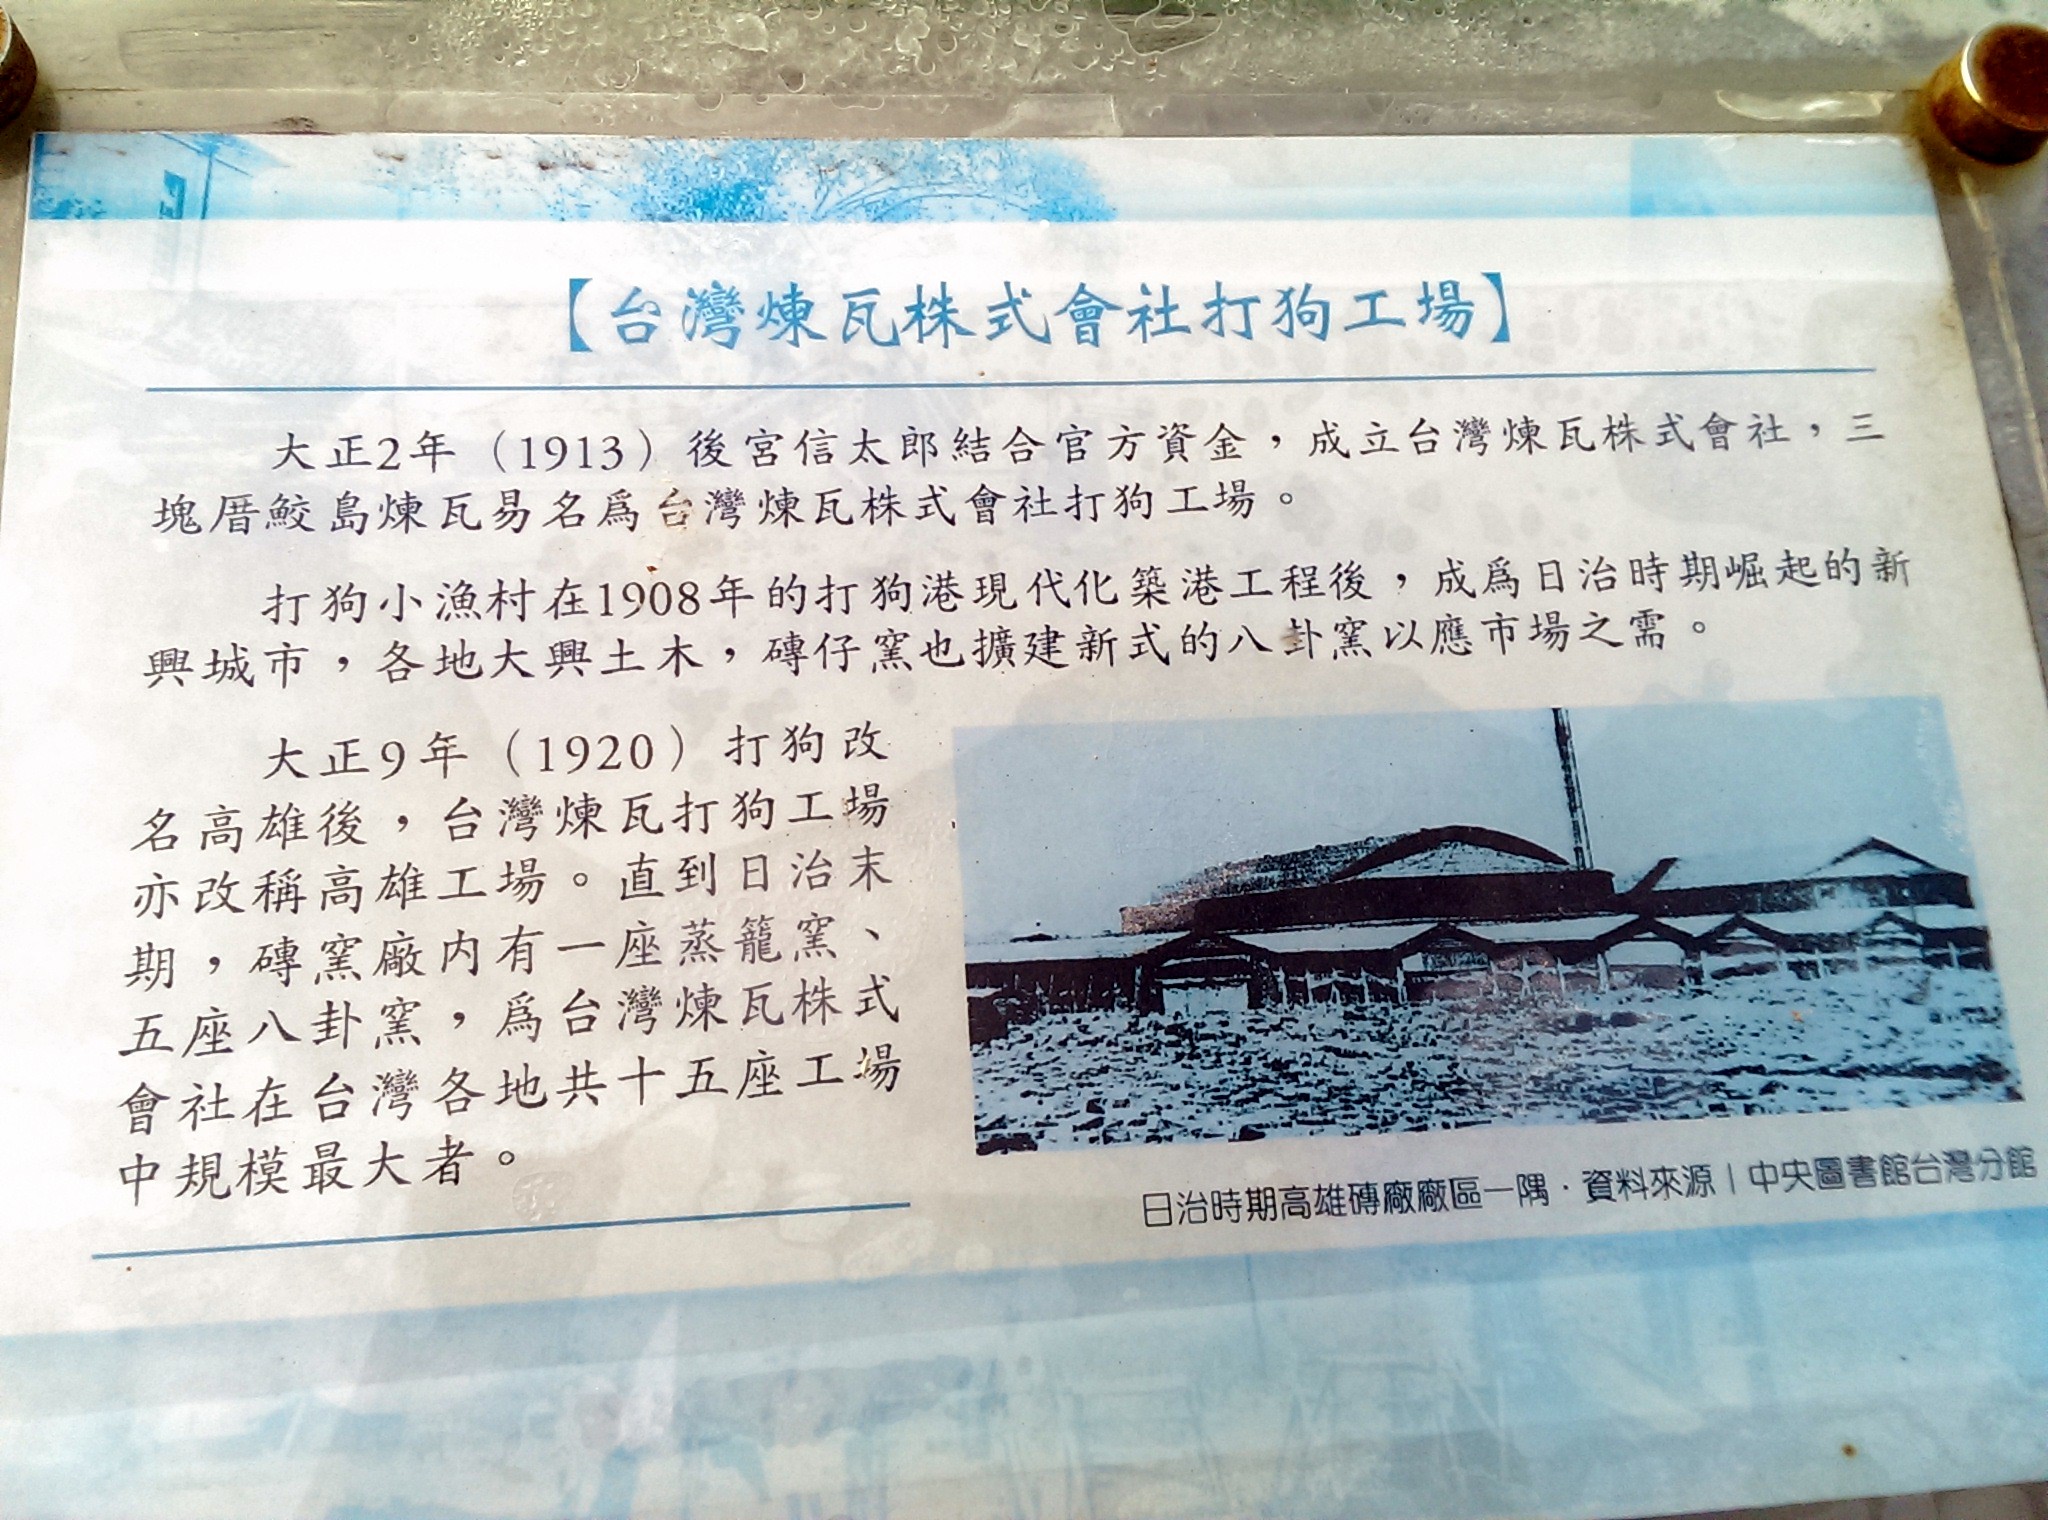 【台灣煉瓦株式會社打狗工場】
大正2年（1913）後宮信太郎結合官方資金，成立台灣煉瓦株式會社，三
塊厝鮫島煉瓦易名爲台灣煉瓦株式會社打狗工場。
打狗小漁村在1908年的打狗港現代化築港工程後，成爲日治時期崛起的新
興城市，各地大興土木，磚仔窯也擴建新式的八卦窯以應市場之需。
大正9年（1920）打狗改
名高雄後，台灣煉瓦打狗工場
亦改稱高雄工場。直到日治末
期，磚窯廠內有一座蒸籠窯、
五座八卦窯，爲台灣煉瓦株式
會社在台灣各地共十五座工場
中規模最大者。
日治時期高雄磚廠廠區一隅．資料來源｜中央圖書館台灣分館